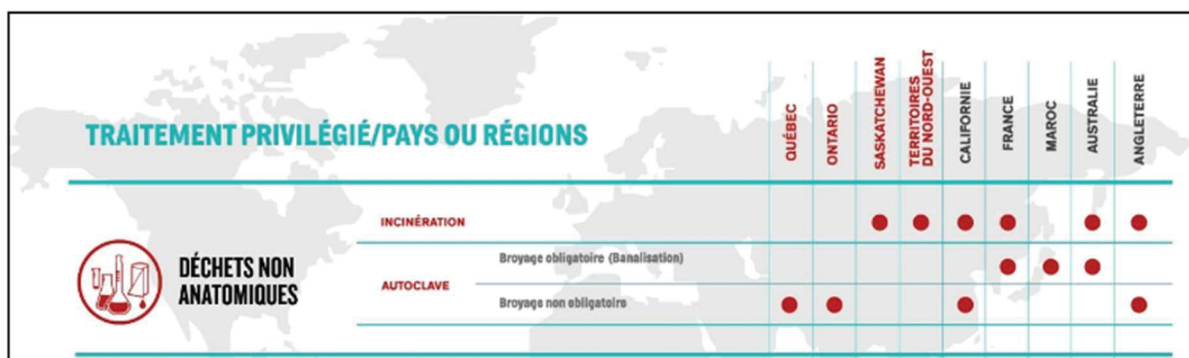 TRAITEMENT PRIVILÉGIÉ/PAYS OU RÉGIONS
QUÉBEC
ONTARIO
SASKATCHEWAN
TERRITOIRES
DU NORD-OUEST
CALIFORNIE
FRANCE
MAROC
AUSTRALIE
ANGLETERRE
DÉCHETS NON
ANATOMIQUES
INCINÉRATION
AUTOCLAVE
Broyage obligatoire (Banalisation)
Broyage non obligatoire